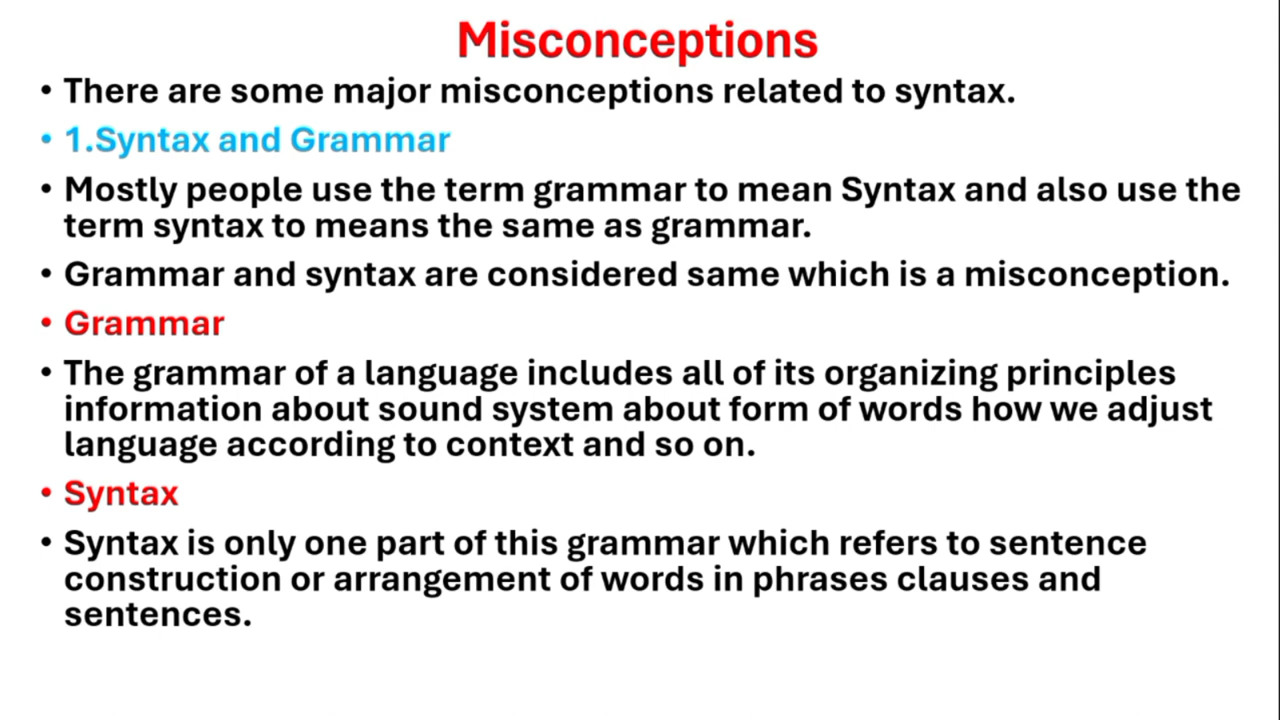 Misconceptions
• There are some major misconceptions related to syntax.
• 1.Syntax and Grammar
• Mostly people use the term grammar to mean Syntax and also use the
term syntax to means the same as grammar.
• Grammar and syntax are considered same which is a misconception.
• Grammar
• The grammar of a language includes all of its organizing principles
information about sound system about form of words how we adjust
language according to context and so on.
• Syntax
• Syntax is only one part of this grammar which refers to sentence
construction or arrangement of words in phrases clauses and
sentences.